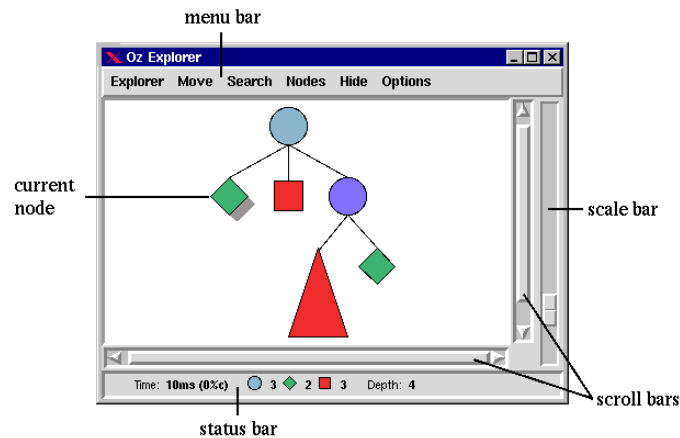 menu bar
Oz Explorer
Explorer Move Search Nodes Hide Options
current
node
scale bar
Time: 10ms (0%c) 3 2 3 Depth: 4
scroll bars
status bar